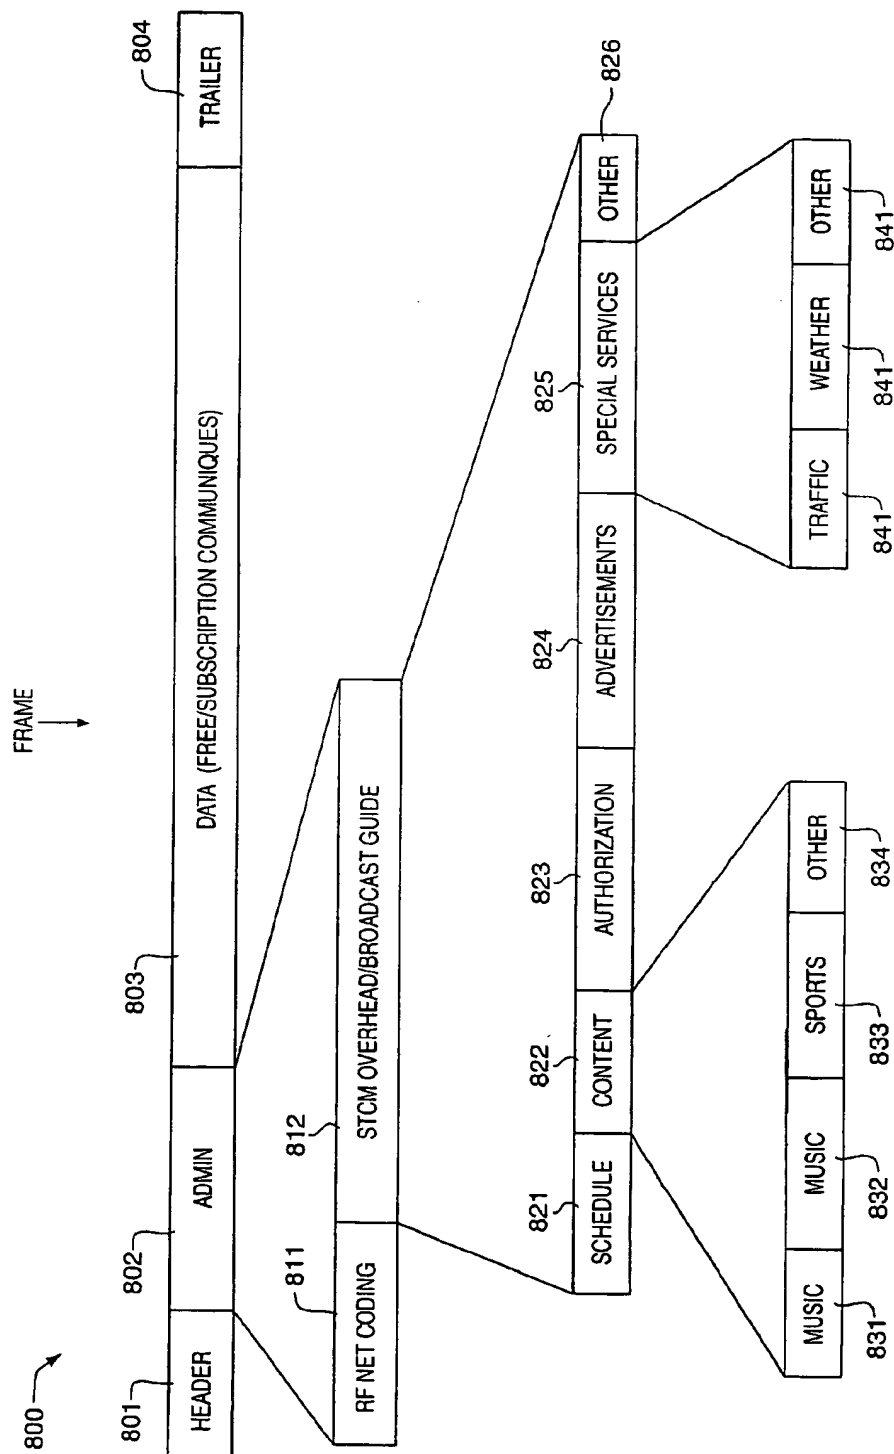 FRAME
800
801 802 803 804
HEADER ADMIN DATA (FREE/SUBSCRIPTION COMMUNIQUES) TRAILER
811 812
RF NET CODING STCM OVERHEAD/BROADCAST GUIDE
821 822 823 824 825 826
SCHEDULE CONTENT AUTHORIZATION ADVERTISEMENTS SPECIAL SERVICES OTHER
MUSIC MUSIC SPORTS OTHER
831 832 833 834
TRAFFIC WEATHER OTHER
841 841 841